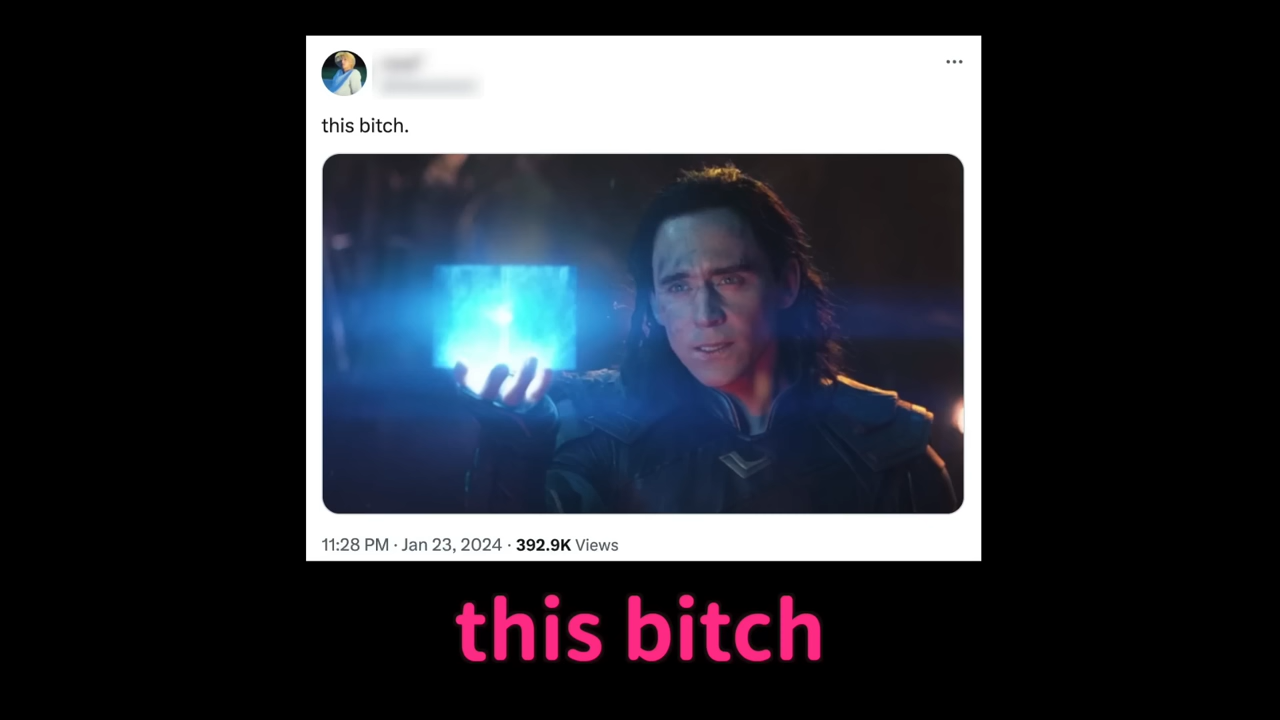 this bitch.
11:28 PM · Jan 23, 2024 · 392.9K Views
this bitch